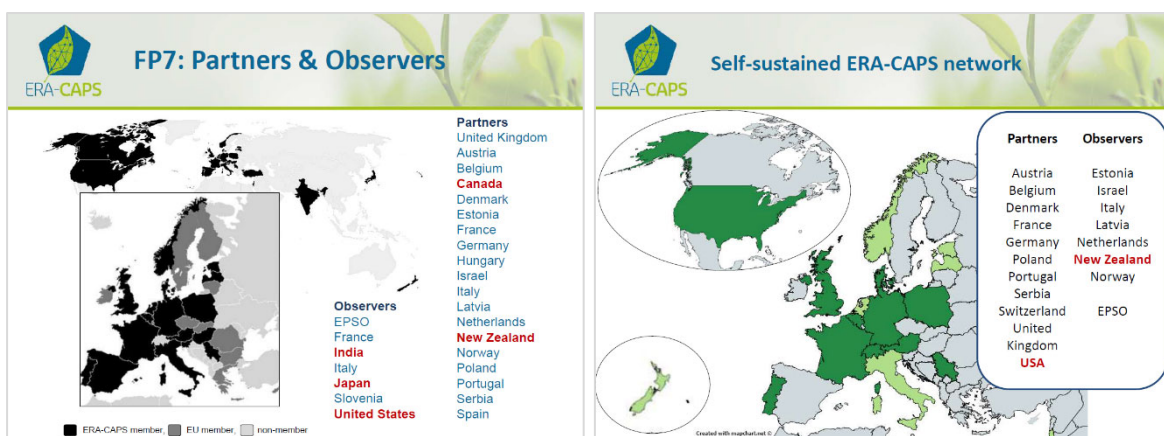 ERA-CAPS
FP7: Partners & Observers
Partners
United Kingdom
Austria
Belgium
Canada
Denmark
Estonia
France
Germany
Hungary
Israel
Italy
Latvia
Netherlands
New Zealand
Norway
Poland
Portugal
Serbia
Spain
Observers
EPSO
France
India
Italy
Japan
Slovenia
United States
ERA-CAPS member, EU member, non-member
ERA-CAPS
Self-sustained ERA-CAPS network
Partners Observers
Austria Estonia
Belgium Israel
Denmark Italy
France Latvia
Germany Netherlands
Poland New Zealand
Portugal Norway
Serbia
Switzerland EPSO
United
Kingdom
USA
Created with mapchart.net ©